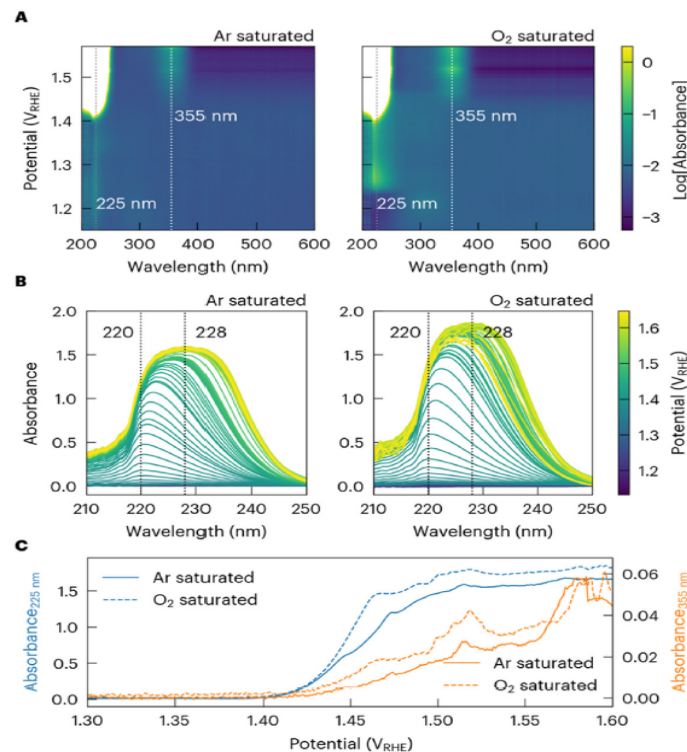 A
Ar saturated
O2 saturated
Potential (VRHE)
1.5
1.4
1.3
1.2
355 nm
225 nm
355 nm
225 nm
200 300 400 500 600
200 300 400 500 600
Wavelength (nm)
Wavelength (nm)
0
-1
-2
-3
Log[Absorbance]
B
Ar saturated
O2 saturated
Absorbance
2.0
1.5
1.0
0.5
0.0
220
228
220
228
210 220 230 240 250
210 220 230 240 250
Wavelength (nm)
Wavelength (nm)
1.6
1.5
1.4
1.3
1.2
Potential (VRHE)
C
Absorbance225 nm
1.5
1.0
0.5
0.0
Ar saturated
O2 saturated
Ar saturated
O2 saturated
0.06
0.04
0.02
0.00
Absorbance355 nm
1.30 1.35 1.40 1.45 1.50 1.55 1.60
Potential (VRHE)